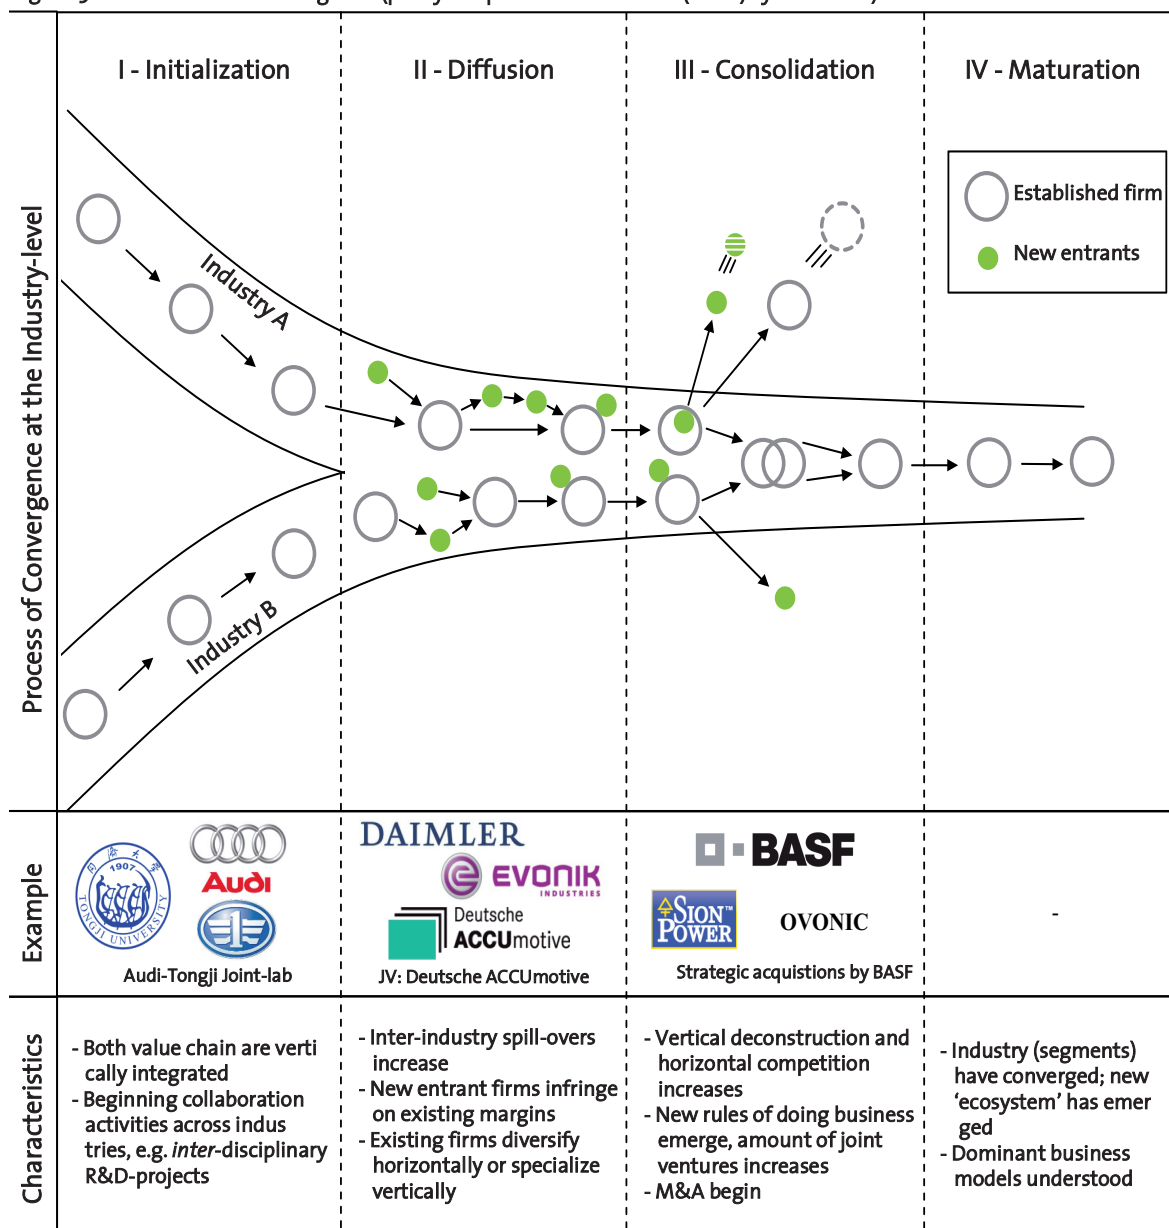 I - Initialization
II - Diffusion
III - Consolidation
IV - Maturation
Process of Convergence at the Industry-level
Established firm
New entrants
Industry A
Industry B
Example
1907
TONGJI UNIVERSITY
Audi
Audi-Tongji Joint-lab
DAIMLER
EVONIK
INDUSTRIES
Deutsche
ACCUmotive
JV: Deutsche ACCUmotive
BASF
SION
POWER
TM
OVONIC
Strategic acquistions by BASF
-
Characteristics
- Both value chain are verti
cally integrated
- Beginning collaboration
activities across indus
tries, e.g. inter-disciplinary
R&D-projects
- Inter-industry spill-overs
increase
- New entrant firms infringe
on existing margins
- Existing firms diversify
horizontally or specialize
vertically
- Vertical deconstruction and
horizontal competition
increases
- New rules of doing business
emerge, amount of joint
ventures increases
- M&A begin
- Industry (segments)
have converged; new
‘ecosystem’ has emer
ged
- Dominant business
models understood